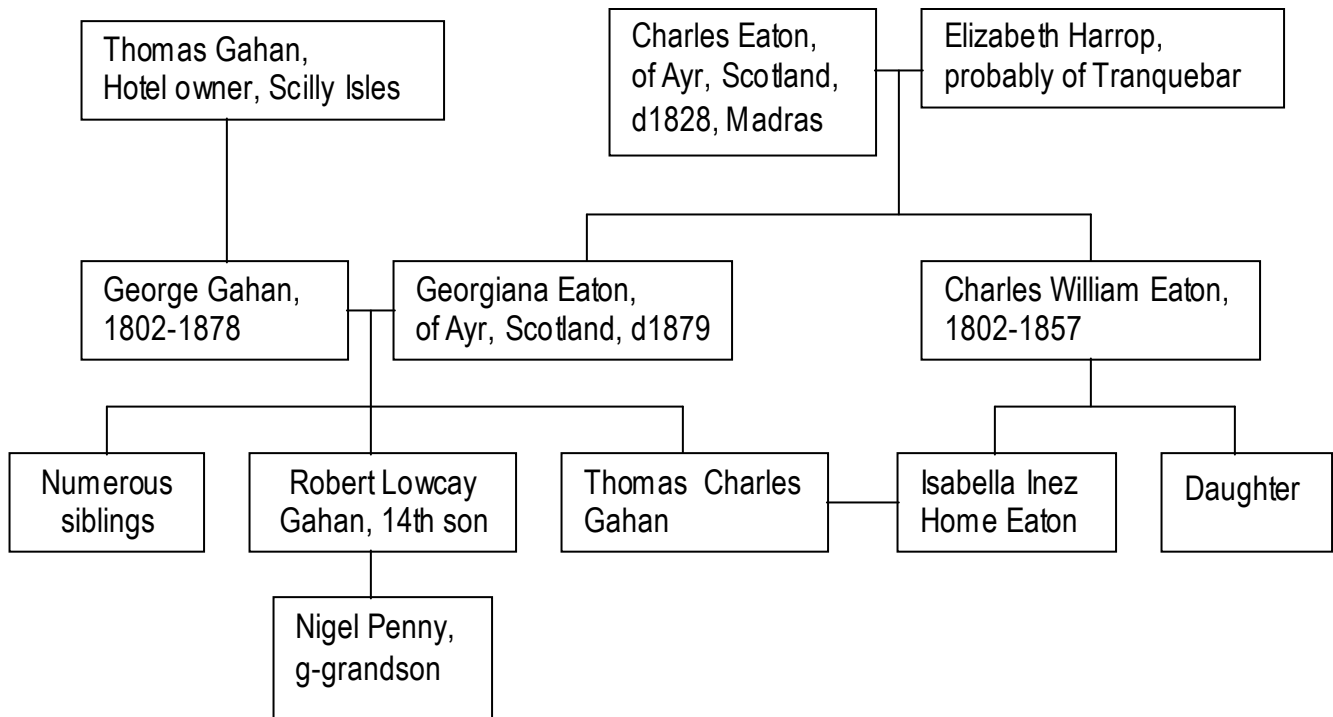 Thomas Gahan,
Hotel owner, Scilly Isles
Charles Eaton,
of Ayr, Scotland,
d1828, Madras
Elizabeth Harrop,
probably of Tranquebar
George Gahan,
1802-1878
Georgiana Eaton,
of Ayr, Scotland, d1879
Charles William Eaton,
1802-1857
Numerous
siblings
Robert Lowcay
Gahan, 14th son
Thomas Charles
Gahan
Isabella Inez
Home Eaton
Daughter
Nigel Penny,
g-grandson